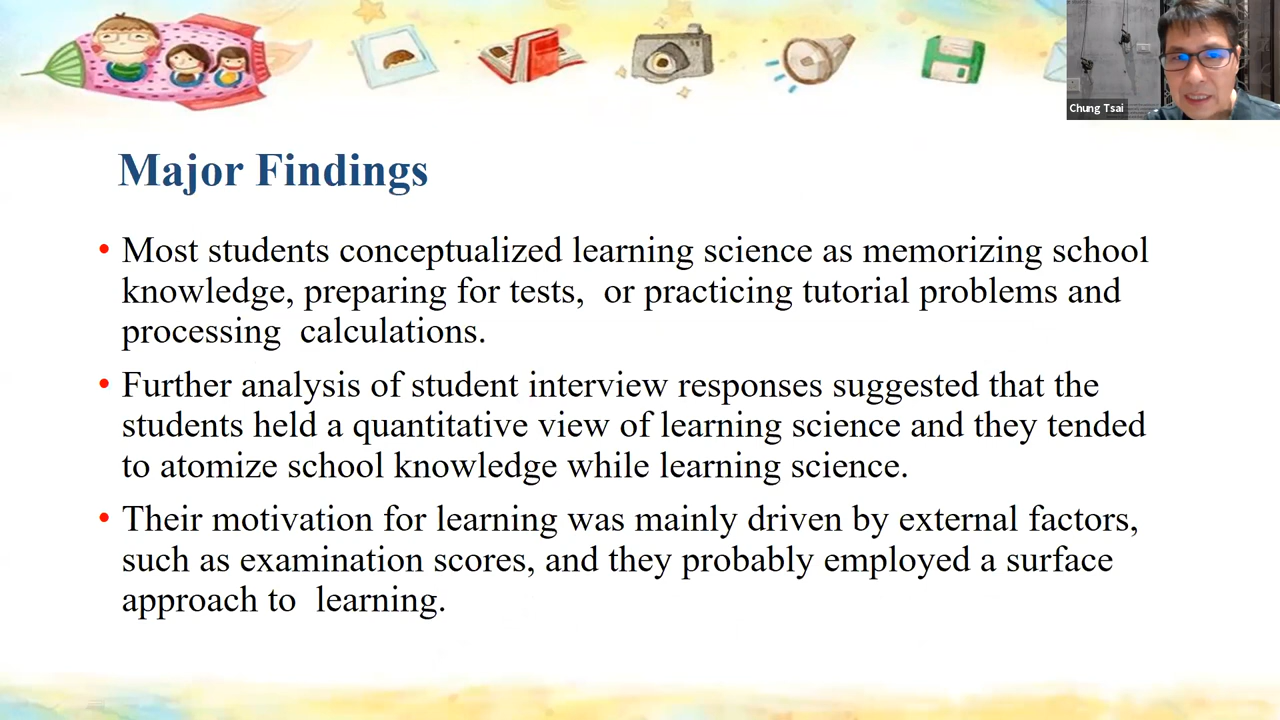 Chung Tsai
Major Findings
• Most students conceptualized learning science as memorizing school
knowledge, preparing for tests,  or practicing tutorial problems and
processing  calculations.
• Further analysis of student interview responses suggested that the
students held a quantitative view of learning science and they tended
to atomize school knowledge while learning science.
• Their motivation for learning was mainly driven by external factors,
such as examination scores, and they probably employed a surface
approach to  learning.